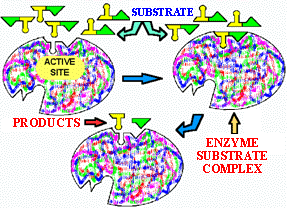 SUBSTRATE
ACTIVE
SITE
PRODUCTS
ENZYME
SUBSTRATE
COMPLEX